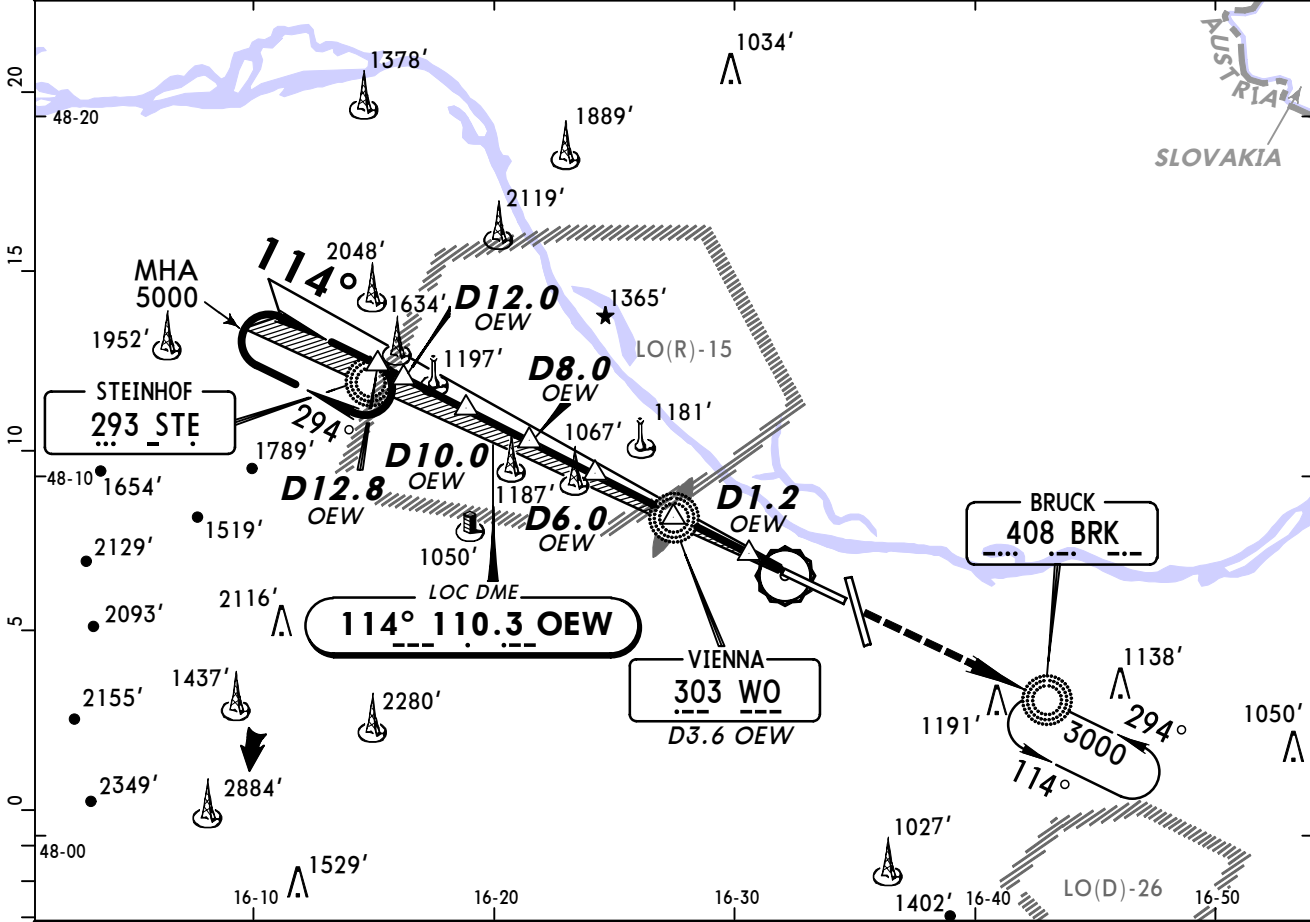 1034′
1378′
20
48-20
1889′
AUSTRIA
SLOVAKIA
2119′
15
114°
2048′
MHA
5000
1634′
D12.0
OEW
1365′
1952′
1197′
LO(R)-15
D8.0
OEW
STEINHOF
293 STE
294°
1067′
1181′
10
1789′
D10.0
OEW
48-10
1654′
D12.8
OEW
1187′
D1.2
OEW
BRUCK
408 BRK
1519′
D6.0
OEW
2129′
1050′
LOC DME
114° 110.3 OEW
2116′
2093′
5
VIENNA
303 WO
D3.6 OEW
1138′
1437′
2280′
2155′
1191′
294°
3000
114°
1050′
2349′
2884′
0
1027′
48-00
1529′
LO(D)-26
1402′
16-10
16-20
16-30
16-40
16-50